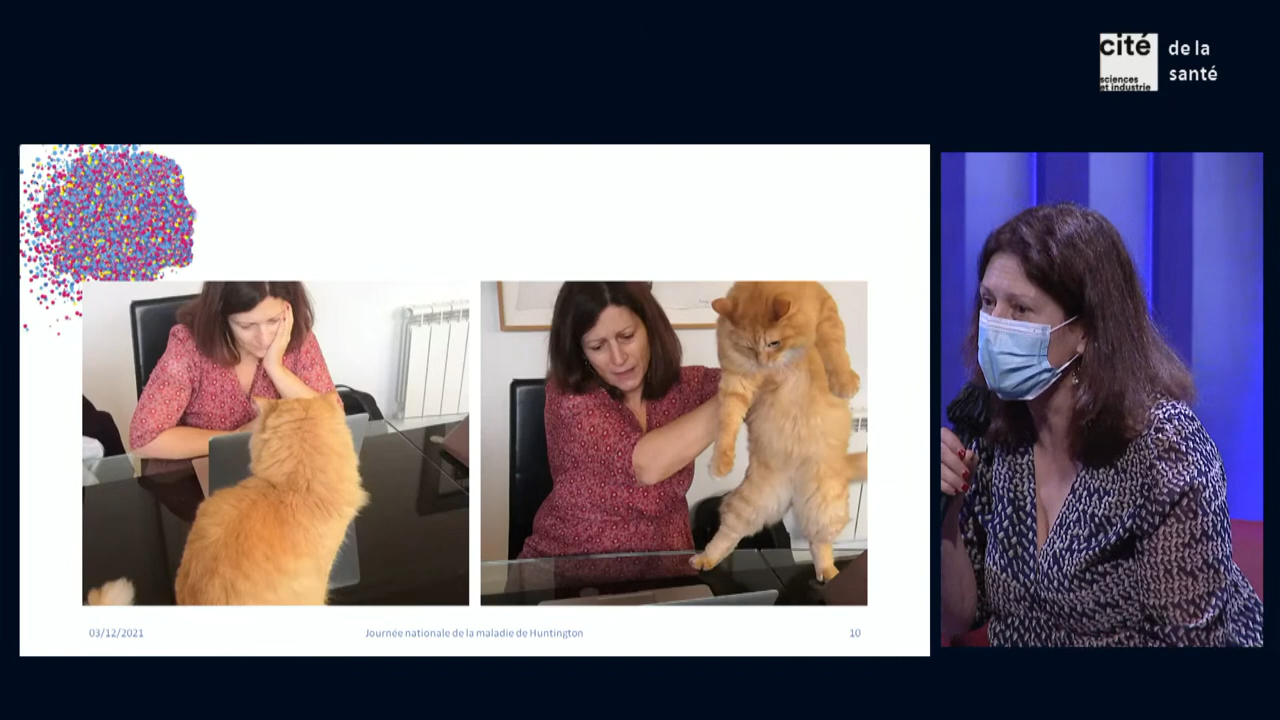 cité
sciences
et industrie
de la
santé
03/12/2021
Journée nationale de la maladie de Huntington
10